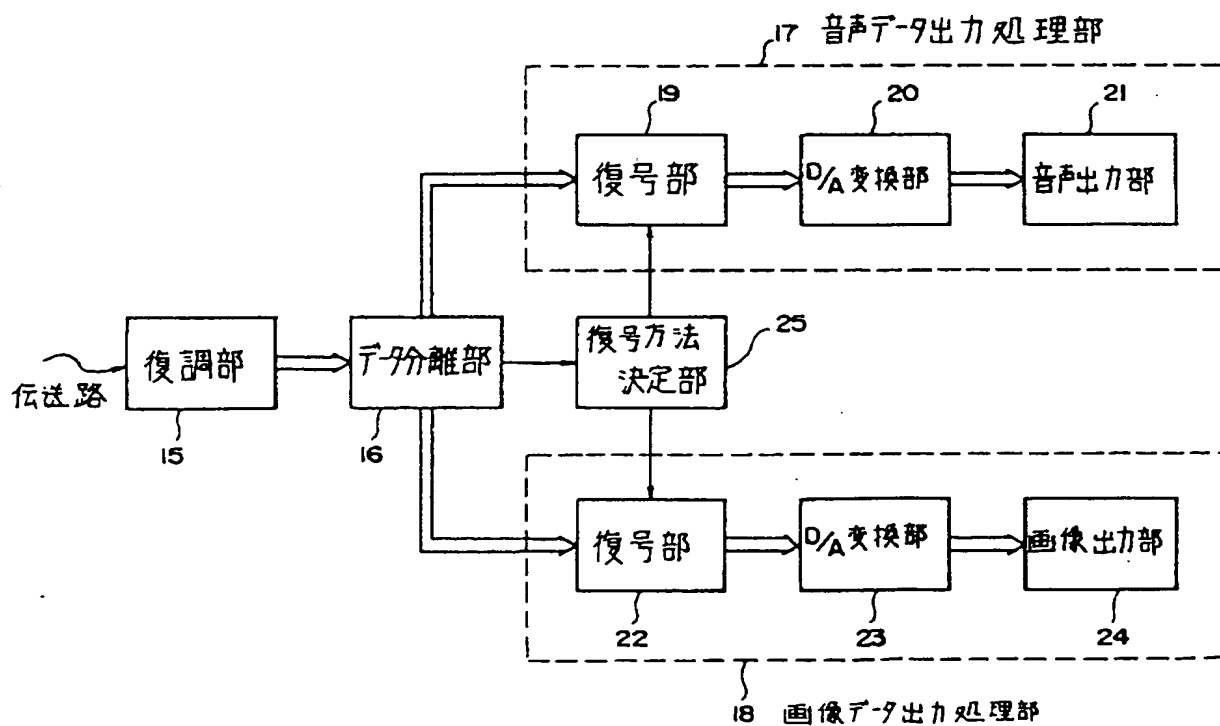 17 音声データ出力処理部
19
20
21
復号部
D/A変換部
音声出力部
伝送路
復調部
15
データ分離部
16
復号方法
決定部
25
復号部
22
D/A変換部
23
画像出力部
24
18 画像データ出力処理部